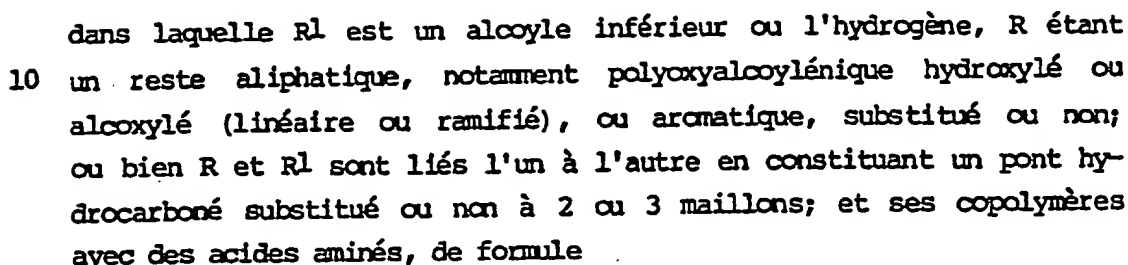 dans laquelle R1 est un alcoyle inférieur ou l'hydrogène, R étant
10 un reste aliphatique, notamment polyoxyalcoylénique hydroxylé ou
alcoxylé (linéaire ou ramifié), ou aromatique, substitué ou non;
ou bien R et R1 sont liés l'un à l'autre en constituant un pont hy-
drocarboné substitué ou non à 2 ou 3 maillons; et ses copolymères
avec des acides aminés, de formule